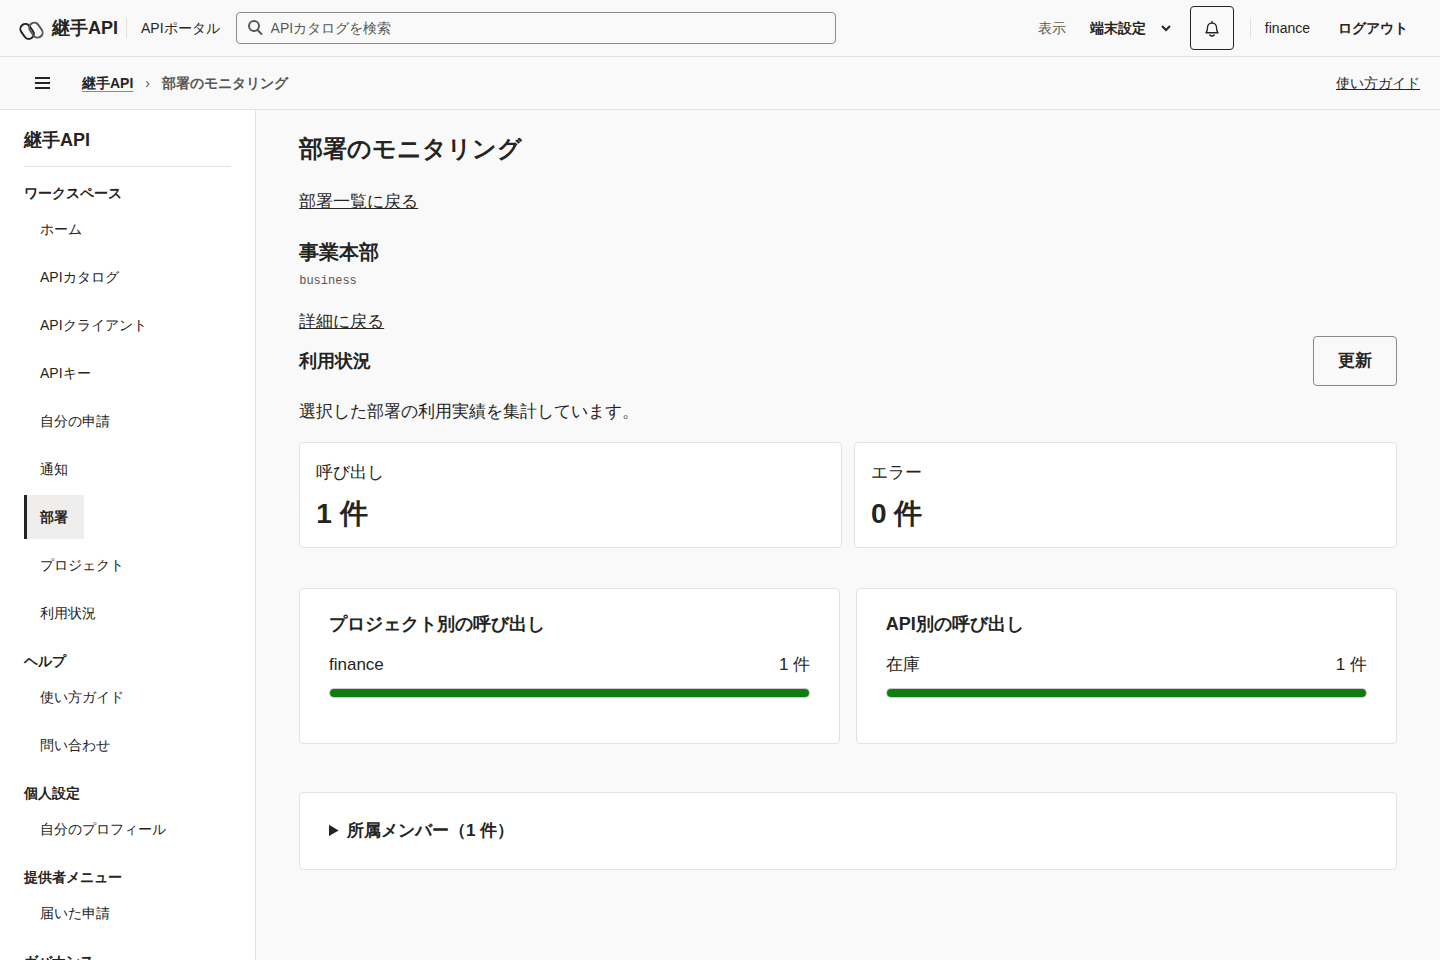 継手API
APIポータル
APIカタログを検索
表示
端末設定
finance
ログアウト
継手API › 部署のモニタリング
使い方ガイド
継手API
ワークスペース
ホーム
APIカタログ
APIクライアント
APIキー
自分の申請
通知
部署
プロジェクト
利用状況
ヘルプ
使い方ガイド
問い合わせ
個人設定
自分のプロフィール
提供者メニュー
届いた申請
ガバナンス
部署のモニタリング
部署一覧に戻る
事業本部
business
詳細に戻る
利用状況
更新
選択した部署の利用実績を集計しています。
呼び出し
1 件
エラー
0 件
プロジェクト別の呼び出し
finance 1 件
API別の呼び出し
在庫 1 件
▶ 所属メンバー（1 件）